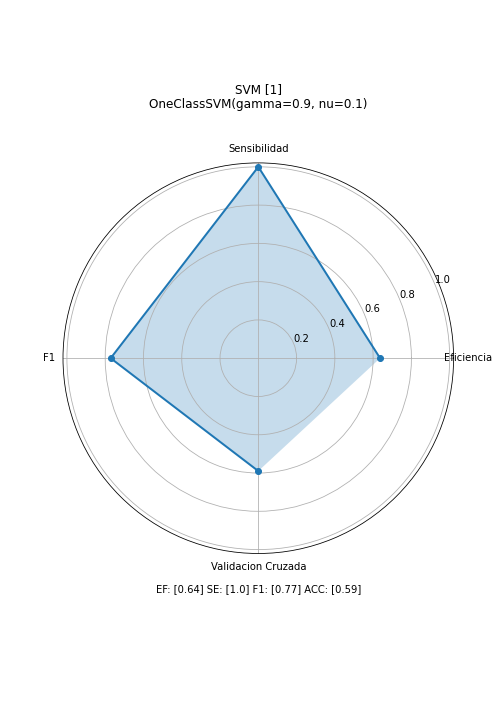 SVM [1]
OneClassSVM(gamma=0.9, nu=0.1)
Sensibilidad
1.0
0.8
0.6
0.4
0.2
F1
Eficiencia
Validacion Cruzada
EF: [0.64] SE: [1.0] F1: [0.77] ACC: [0.59]